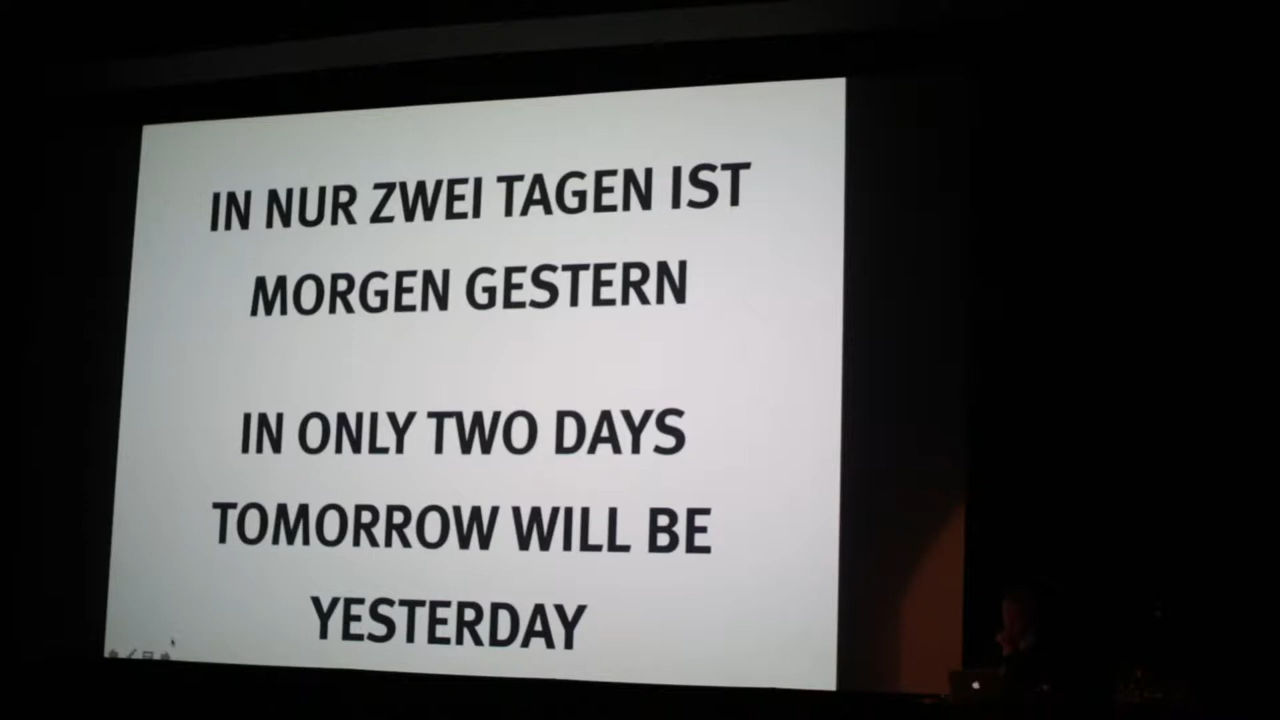 IN NUR ZWEI TAGEN IST
MORGEN GESTERN
IN ONLY TWO DAYS
TOMORROW WILL BE
YESTERDAY